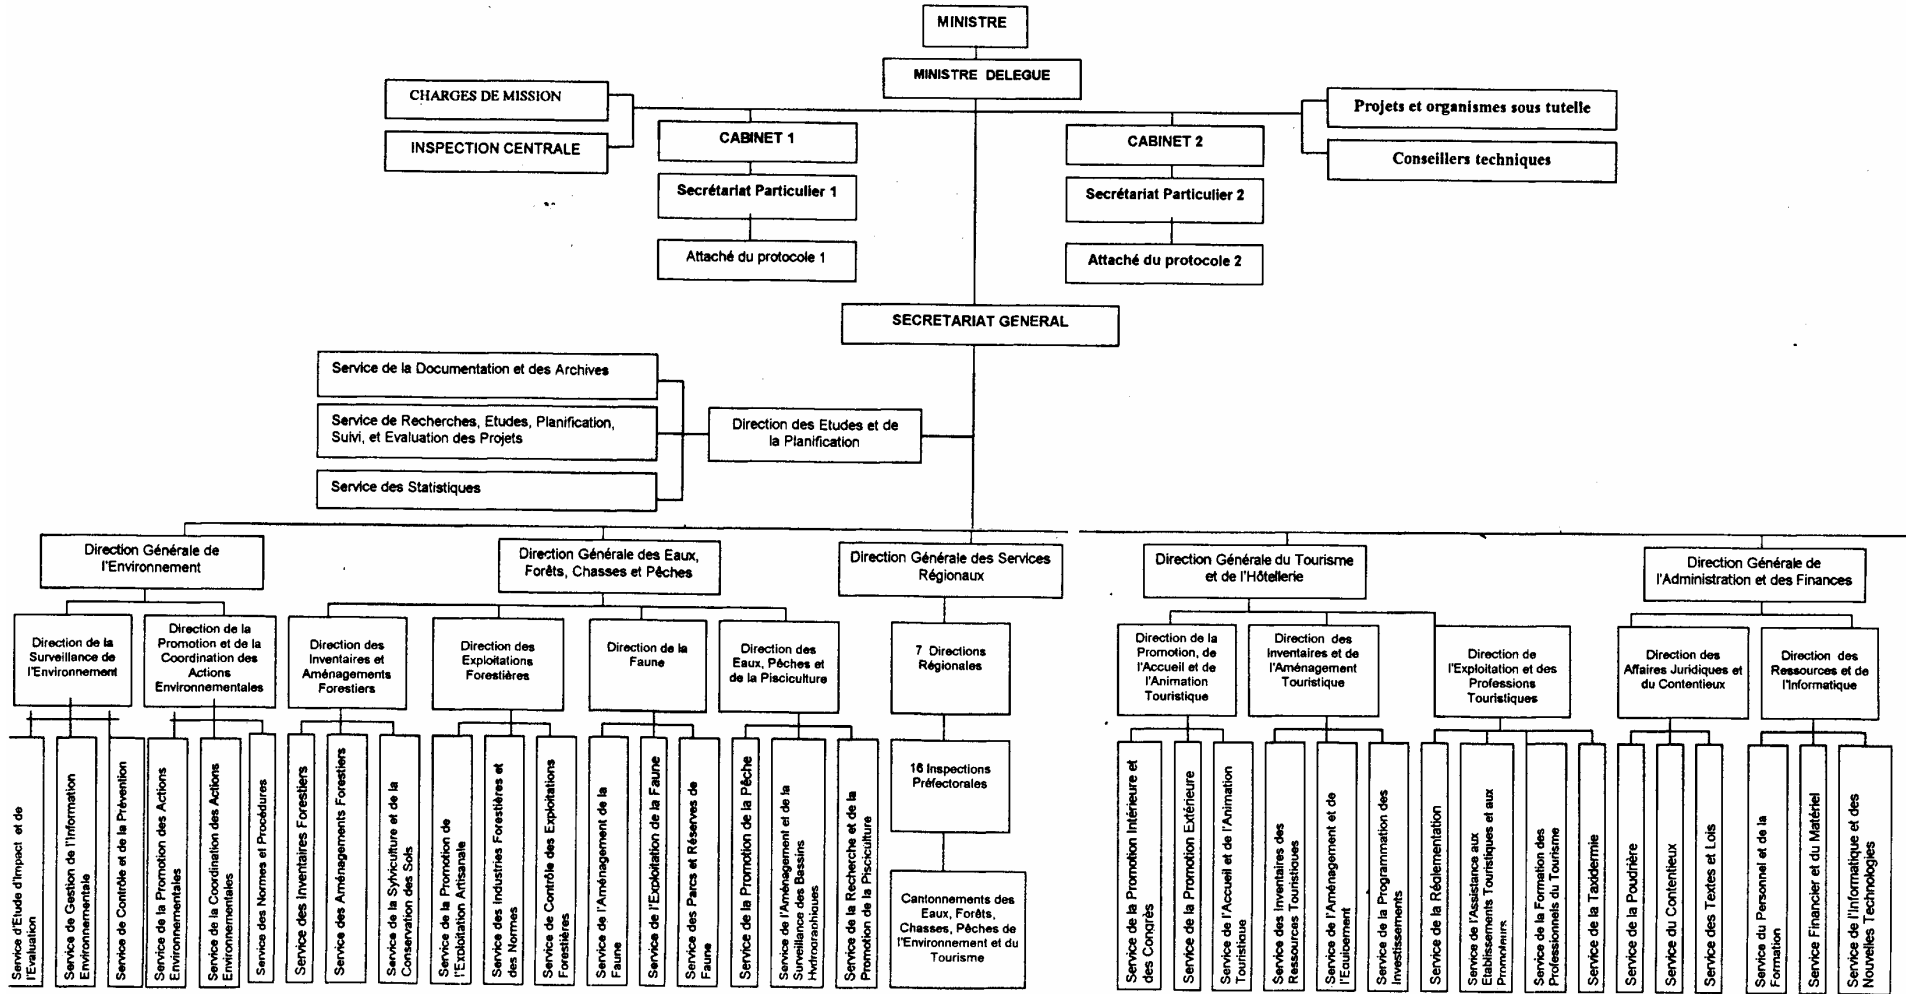 MINISTRE
MINISTRE DELEGUE
CHARGES DE MISSION
INSPECTION CENTRALE
Projets et organismes sous tutelle
Conseillers techniques
CABINET 1
Secrétariat Particulier 1
Attaché du protocole 1
CABINET 2
Secrétariat Particulier 2
Attaché du protocole 2
SECRETARIAT GENERAL
Service de la Documentation et des Archives
Service de Recherches, Etudes, Planification,
Suivi, et Evaluation des Projets
Service des Statistiques
Direction des Etudes et de
la Planification
Direction Générale de
l'Environnement
Direction Générale des Eaux,
Forêts, Chasses et Pêches
Direction Générale des Services
Régionaux
Direction Générale du Tourisme
et de l'Hôtellerie
Direction Générale de
l'Administration et des Finances
Direction de la
Surveillance de
l'Environnement
Direction de la
Promotion et de la
Coordination des
Actions
Environnementales
Direction des
Inventaires et
Aménagements
Forestiers
Direction des
Exploitations
Forestières
Direction de la
Faune
Direction des
Eaux, Pêches et
de la Pisciculture
7 Directions
Régionales
Direction de la
Promotion, de
l'Accueil et de
l'Animation
Touristique
Direction des
Inventaires et de
l'Aménagement
Touristique
Direction de
l'Exploitation et des
Professions
Touristiques
Direction des
Affaires Juridiques et
du Contentieux
Direction des
Ressources et de
l'Informatique
Service d'Etude d'Impact et de
l'Evaluation
Service de Gestion de l'Information
Environnementale
Service de Contrôle et de la Prévention
Service de la Promotion des Actions
Environnementales
Service de la Coordination des Actions
Environnementales
Service des Normes et Procédures
Service des Inventaires Forestiers
Service des Aménagements Forestiers
Service de la Sylviculture et de la
Conservation des Sols
Service de la Promotion de
l'Exploitation Artisanale
Service des Industries Forestières et
des Normes
Service de Contrôle des Exploitations
Forestières
Service de l'Aménagement de la
Faune
Service de l'Exploitation de la Faune
Service des Parcs et Réserves de
Faune
Service de la Promotion de la Pêche
Service de l'Aménagement et de la
Surveillance des Bassins
Hydrographiques
Service de la Recherche et de la
Promotion de la Pisciculture
16 Inspections
Préfectorales
Cantonnements des
Eaux, Forêts,
Chasses, Pêches de
l'Environnement et du
Tourisme
Service de la Promotion Intérieure et
des Congrès
Service de la Promotion Extérieure
Service de l'Accueil et de l'Animation
Touristique
Service des Inventaires des
Ressources Touristiques
Service de l'Aménagement et de
l'Equipement
Service de la Programmation des
Investissements
Service de la Réglementation
Service de l'Assistance aux
Etablissements Touristiques et aux
Promoteurs
Service de la Formation des
Professionnels du Tourisme
Service de la Taxidermie
Service de la Poudrière
Service du Contentieux
Service des Textes et Lois
Service du Personnel et de la
Formation
Service Financier et du Matériel
Service de l'Informatique et des
Nouvelles Technologies